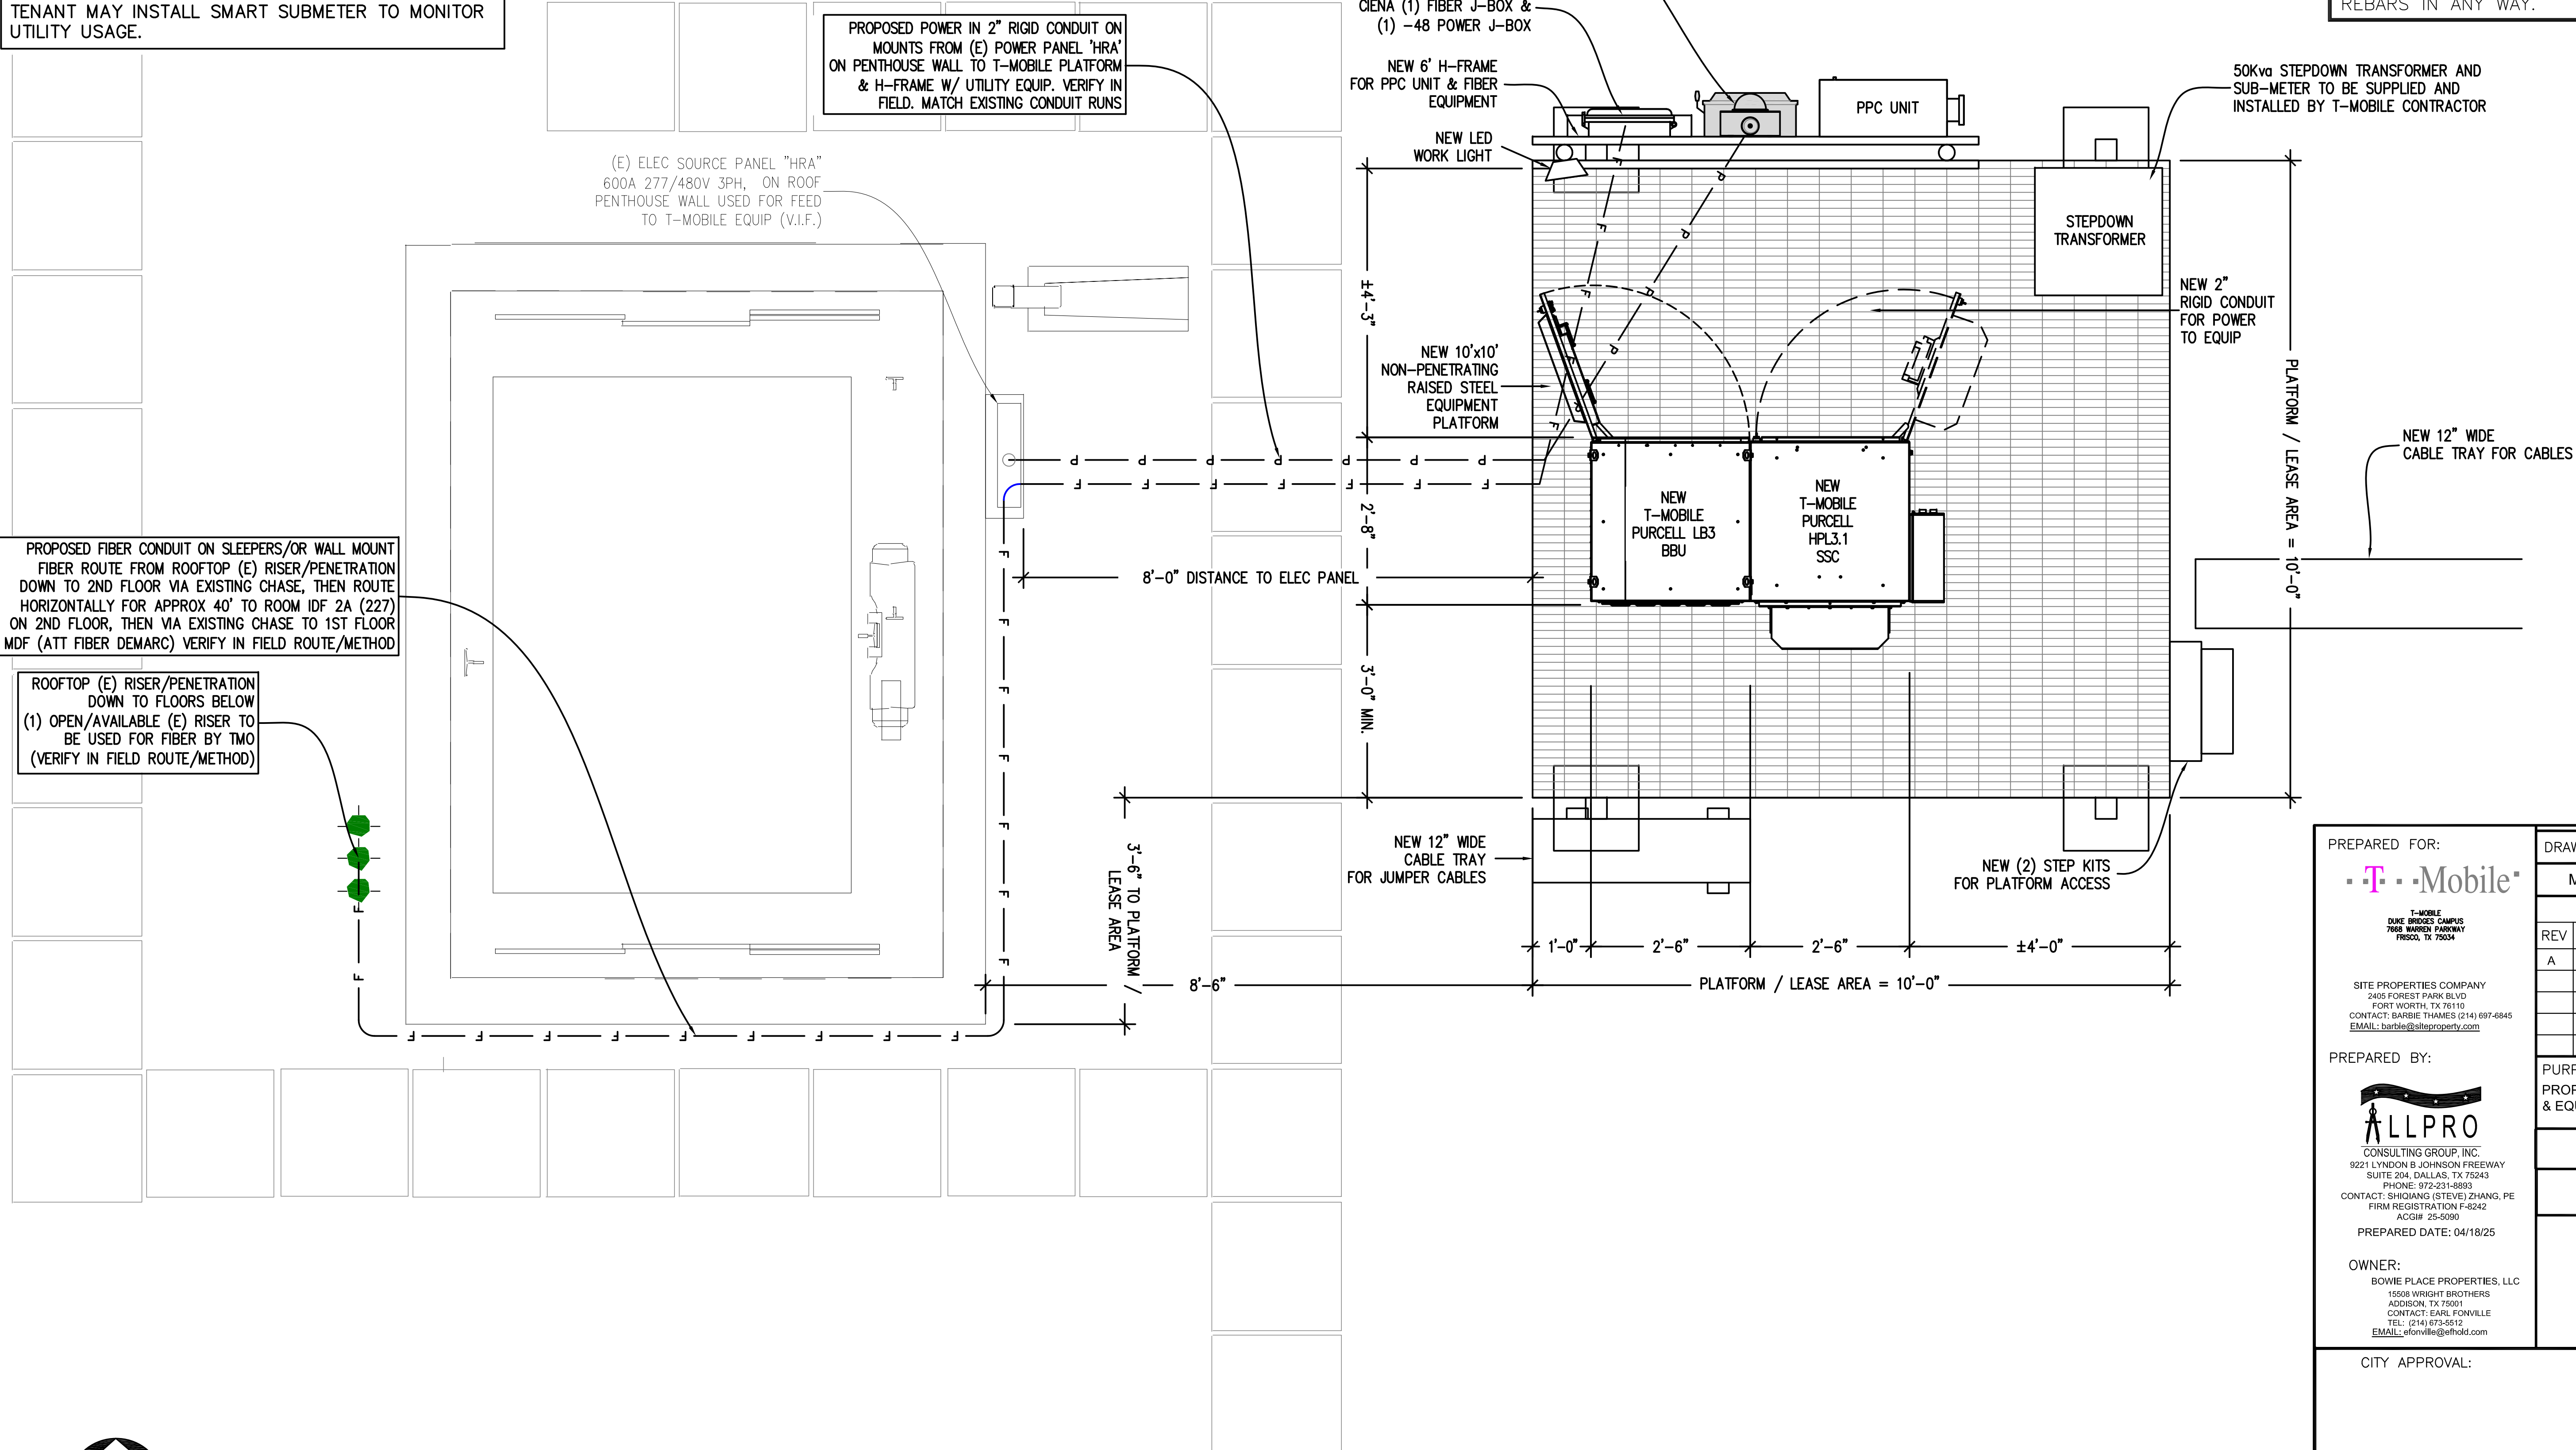 TENANT MAY INSTALL SMART SUBMETER TO MONITOR
UTILITY USAGE.
PROPOSED POWER IN 2" RIGID CONDUIT ON
MOUNTS FROM (E) POWER PANEL 'HRA'
ON PENTHOUSE WALL TO T-MOBILE PLATFORM
& H-FRAME W/ UTILITY EQUIP. VERIFY IN
FIELD. MATCH EXISTING CONDUIT RUNS
CIENA (1) FIBER J-BOX &
(1) -48 POWER J-BOX
REBARS IN ANY WAY.
NEW 6' H-FRAME
FOR PPC UNIT & FIBER
EQUIPMENT
PPC UNIT
50Kva STEPDOWN TRANSFORMER AND
SUB-METER TO BE SUPPLIED AND
INSTALLED BY T-MOBILE CONTRACTOR
NEW LED
WORK LIGHT
(E) ELEC SOURCE PANEL "HRA"
600A 277/480V 3PH, ON ROOF
PENTHOUSE WALL USED FOR FEED
TO T-MOBILE EQUIP (V.I.F.)
STEPDOWN
TRANSFORMER
±4'-3"
NEW 2"
RIGID CONDUIT
FOR POWER
TO EQUIP
NEW 10'x10'
NON-PENETRATING
RAISED STEEL
EQUIPMENT
PLATFORM
PLATFORM / LEASE AREA = 10'-0"
NEW 12" WIDE
CABLE TRAY FOR CABLES
2'-8"
NEW
T-MOBILE
PURCELL LB3
BBU
NEW
T-MOBILE
PURCELL
HPL3.1
SSC
8'-0" DISTANCE TO ELEC PANEL
PROPOSED FIBER CONDUIT ON SLEEPERS/OR WALL MOUNT
FIBER ROUTE FROM ROOFTOP (E) RISER/PENETRATION
DOWN TO 2ND FLOOR VIA EXISTING CHASE, THEN ROUTE
HORIZONTALLY FOR APPROX 40' TO ROOM IDF 2A (227)
ON 2ND FLOOR, THEN VIA EXISTING CHASE TO 1ST FLOOR
MDF (ATT FIBER DEMARC) VERIFY IN FIELD ROUTE/METHOD
3'-0" MIN.
ROOFTOP (E) RISER/PENETRATION
DOWN TO FLOORS BELOW
(1) OPEN/AVAILABLE (E) RISER TO
BE USED FOR FIBER BY TMO
(VERIFY IN FIELD ROUTE/METHOD)
3'-6" TO PLATFORM /
LEASE AREA
NEW 12" WIDE
CABLE TRAY
FOR JUMPER CABLES
NEW (2) STEP KITS
FOR PLATFORM ACCESS
1'-0"
2'-6"
2'-6"
±4'-0"
8'-6"
PLATFORM / LEASE AREA = 10'-0"
PREPARED FOR:
T-Mobile
T-MOBILE
DUKE BRIDGES CAMPUS
7668 WARREN PARKWAY
FRISCO, TX 75034
SITE PROPERTIES COMPANY
2405 FOREST PARK BLVD
FORT WORTH, TX 76110
CONTACT: BARBIE THAMES (214) 697-6845
EMAIL: barbie@siteproperty.com
PREPARED BY:
ALLPRO
CONSULTING GROUP, INC.
9221 LYNDON B JOHNSON FREEWAY
SUITE 204, DALLAS, TX 75243
PHONE: 972-231-8893
CONTACT: SHIQIANG (STEVE) ZHANG, PE
FIRM REGISTRATION F-8242
ACGI# 25-5090
PREPARED DATE: 04/18/25
OWNER:
BOWIE PLACE PROPERTIES, LLC
15508 WRIGHT BROTHERS
ADDISON, TX 75001
CONTACT: EARL FONVILLE
TEL: (214) 673-5512
EMAIL: efonville@efhold.com
CITY APPROVAL:
REV
A
& EQ